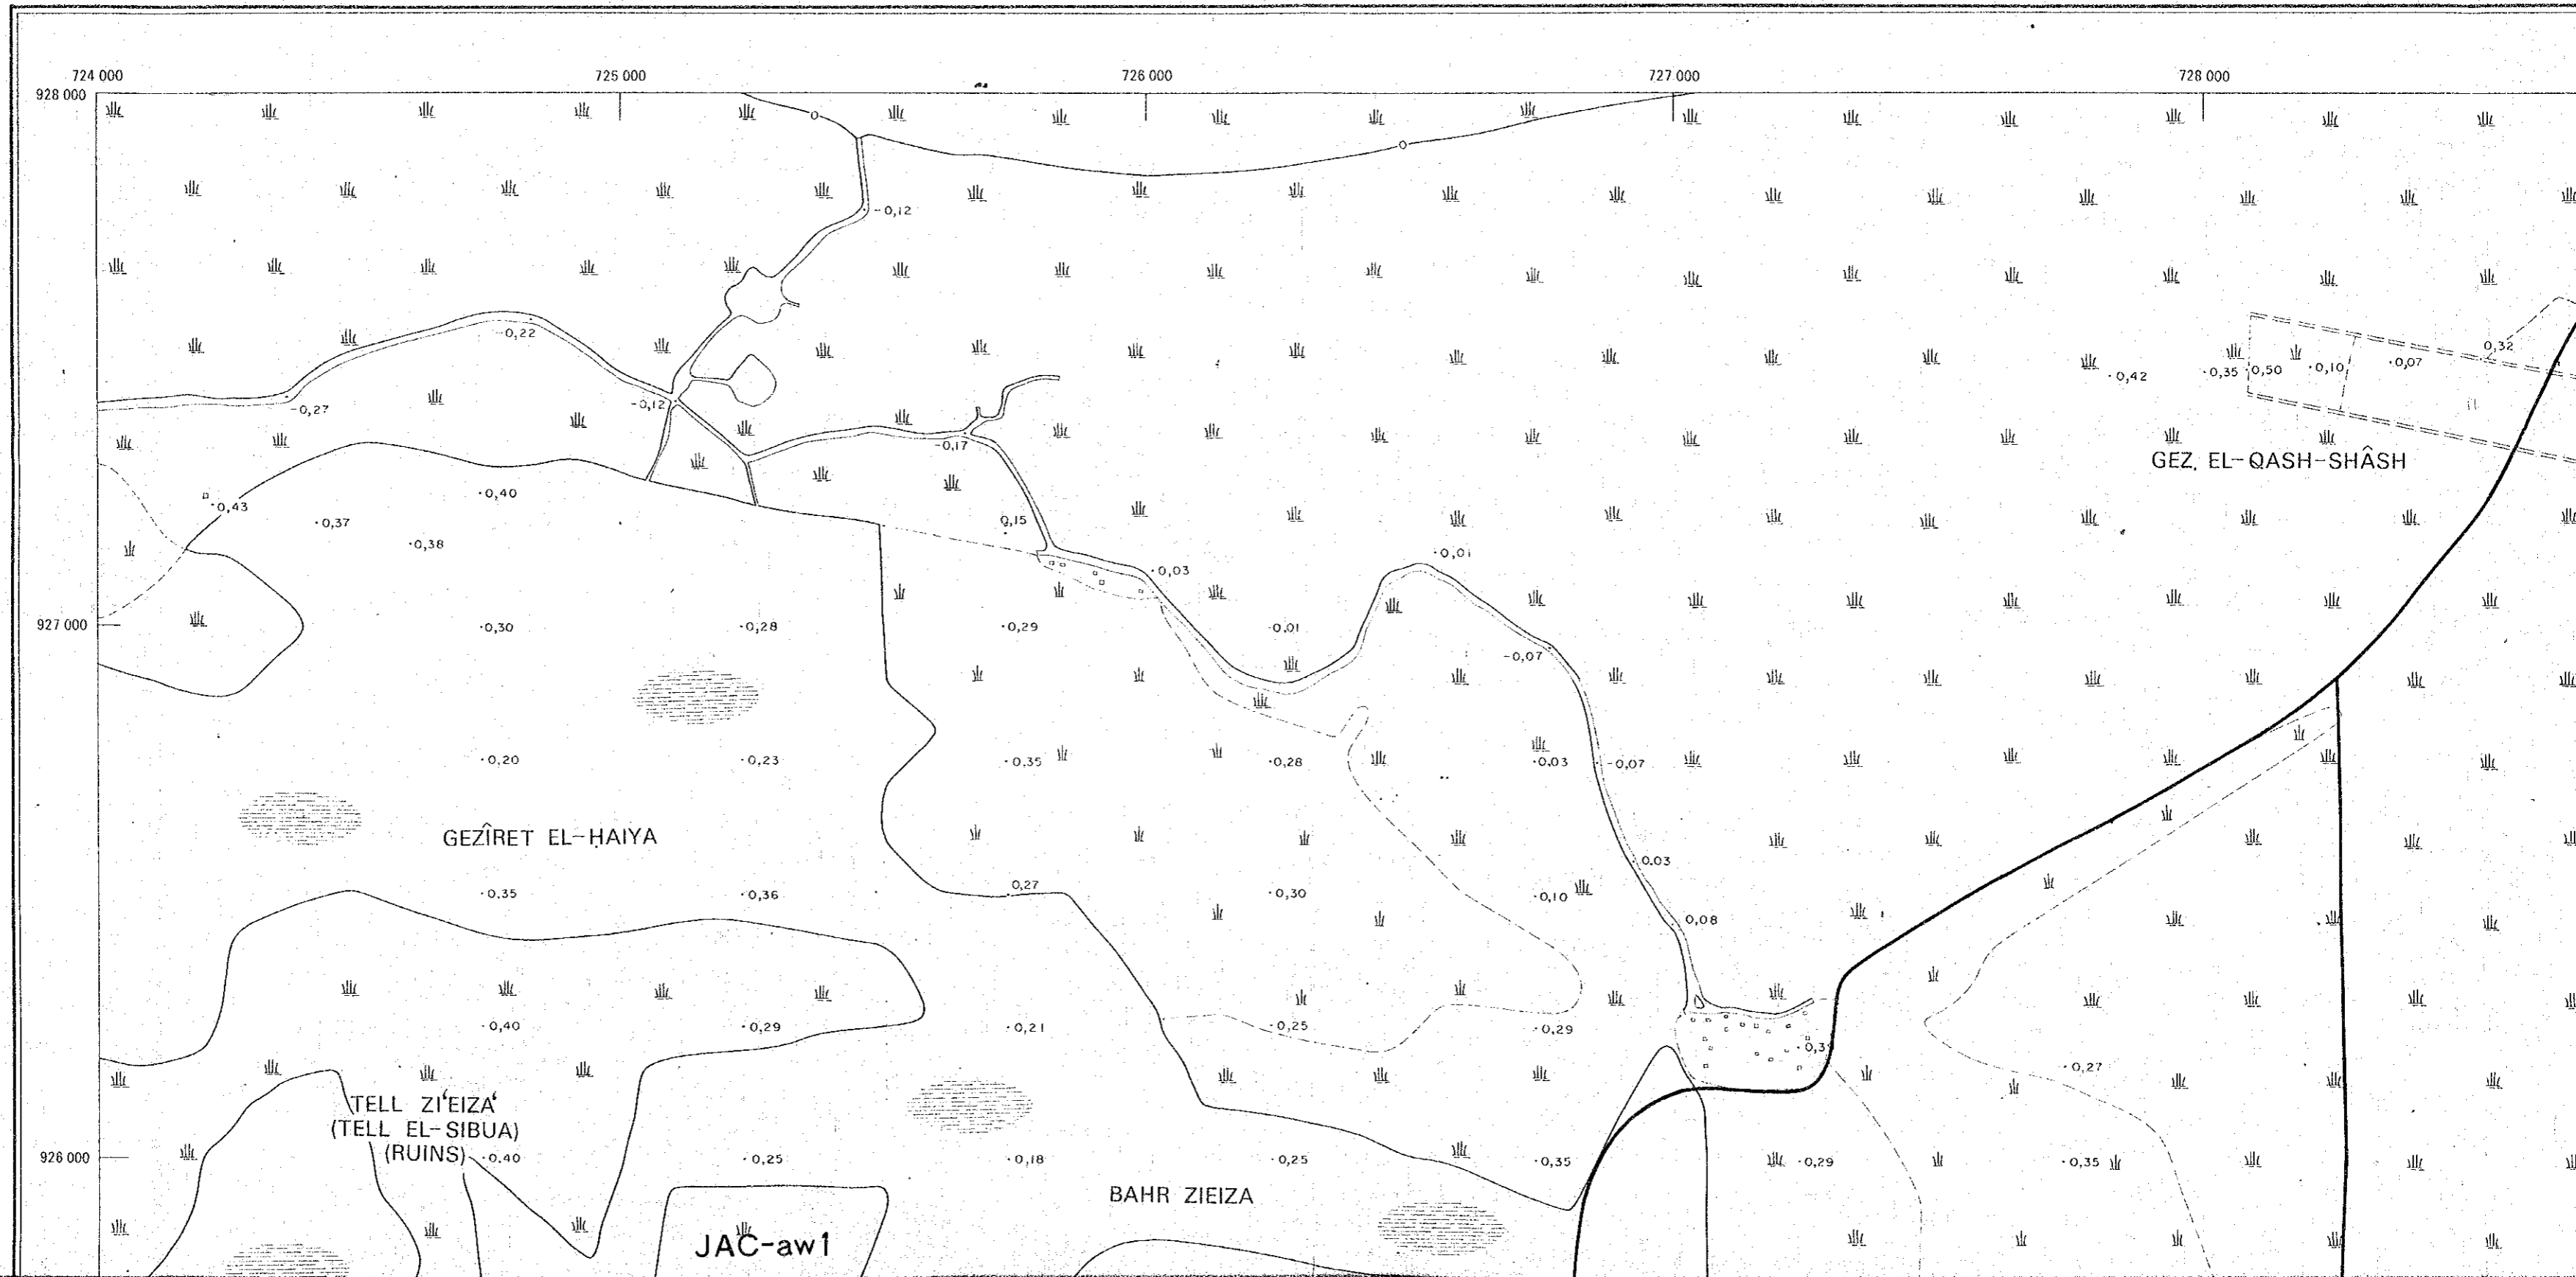 724 000 725 000 726 000 727 000 728 000
928 000
0
0
-0,12
-0,22
0,32
·0,07
·0,10
·0,35 ·0,50
·0,42
-0,27
-0,12
-0,17
GEZ. EL-QASH-SHÂSH
·0,40
·0,43
·0,37
0,15
·0,38
·0,01
·0,03
927 000
·0,30 ·0,28 ·0,29 -0,01
-0,07
·0,20 ·0,23 ·0,35 ·0,28 ·0,03 -0,07
GEZÎRET EL-ḤAIYA
0.03
·0,35 ·0,36 0,27 ·0,30 ·0,10
0,08
·0,40 ·0,29 ·0,21 ·0,25 ·0,29
·0,27
TELL ZI'EIZA'
(TELL EL-SIBUA)
(RUINS)
926 000
·0,40 ·0,25 ·0,18 ·0,25 ·0,35 ·0,29 ·0,35
BAHR ZIEIZA
JAC-aw1